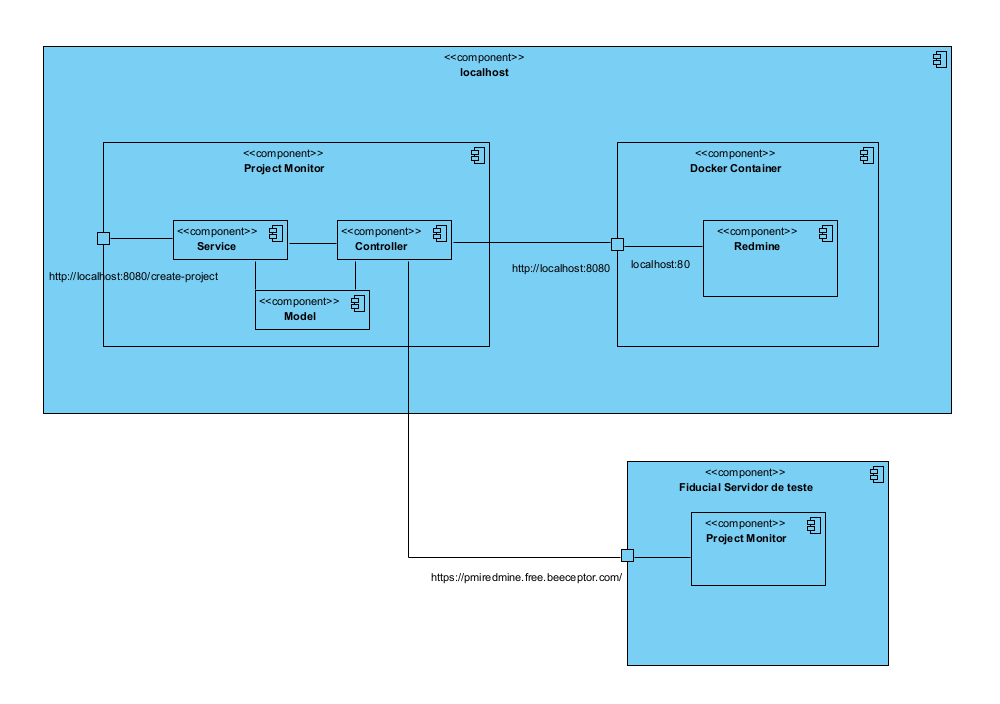 <<component>>
localhost
<<component>>
Project Monitor
<<component>>
Docker Container
<<component>>
Service
<<component>>
Controller
<<component>>
Redmine
http://localhost:8080/create-project
http://localhost:8080
localhost:80
<<component>>
Model
<<component>>
Fiducial Servidor de teste
<<component>>
Project Monitor
https://pmiredmine.free.beeceptor.com/